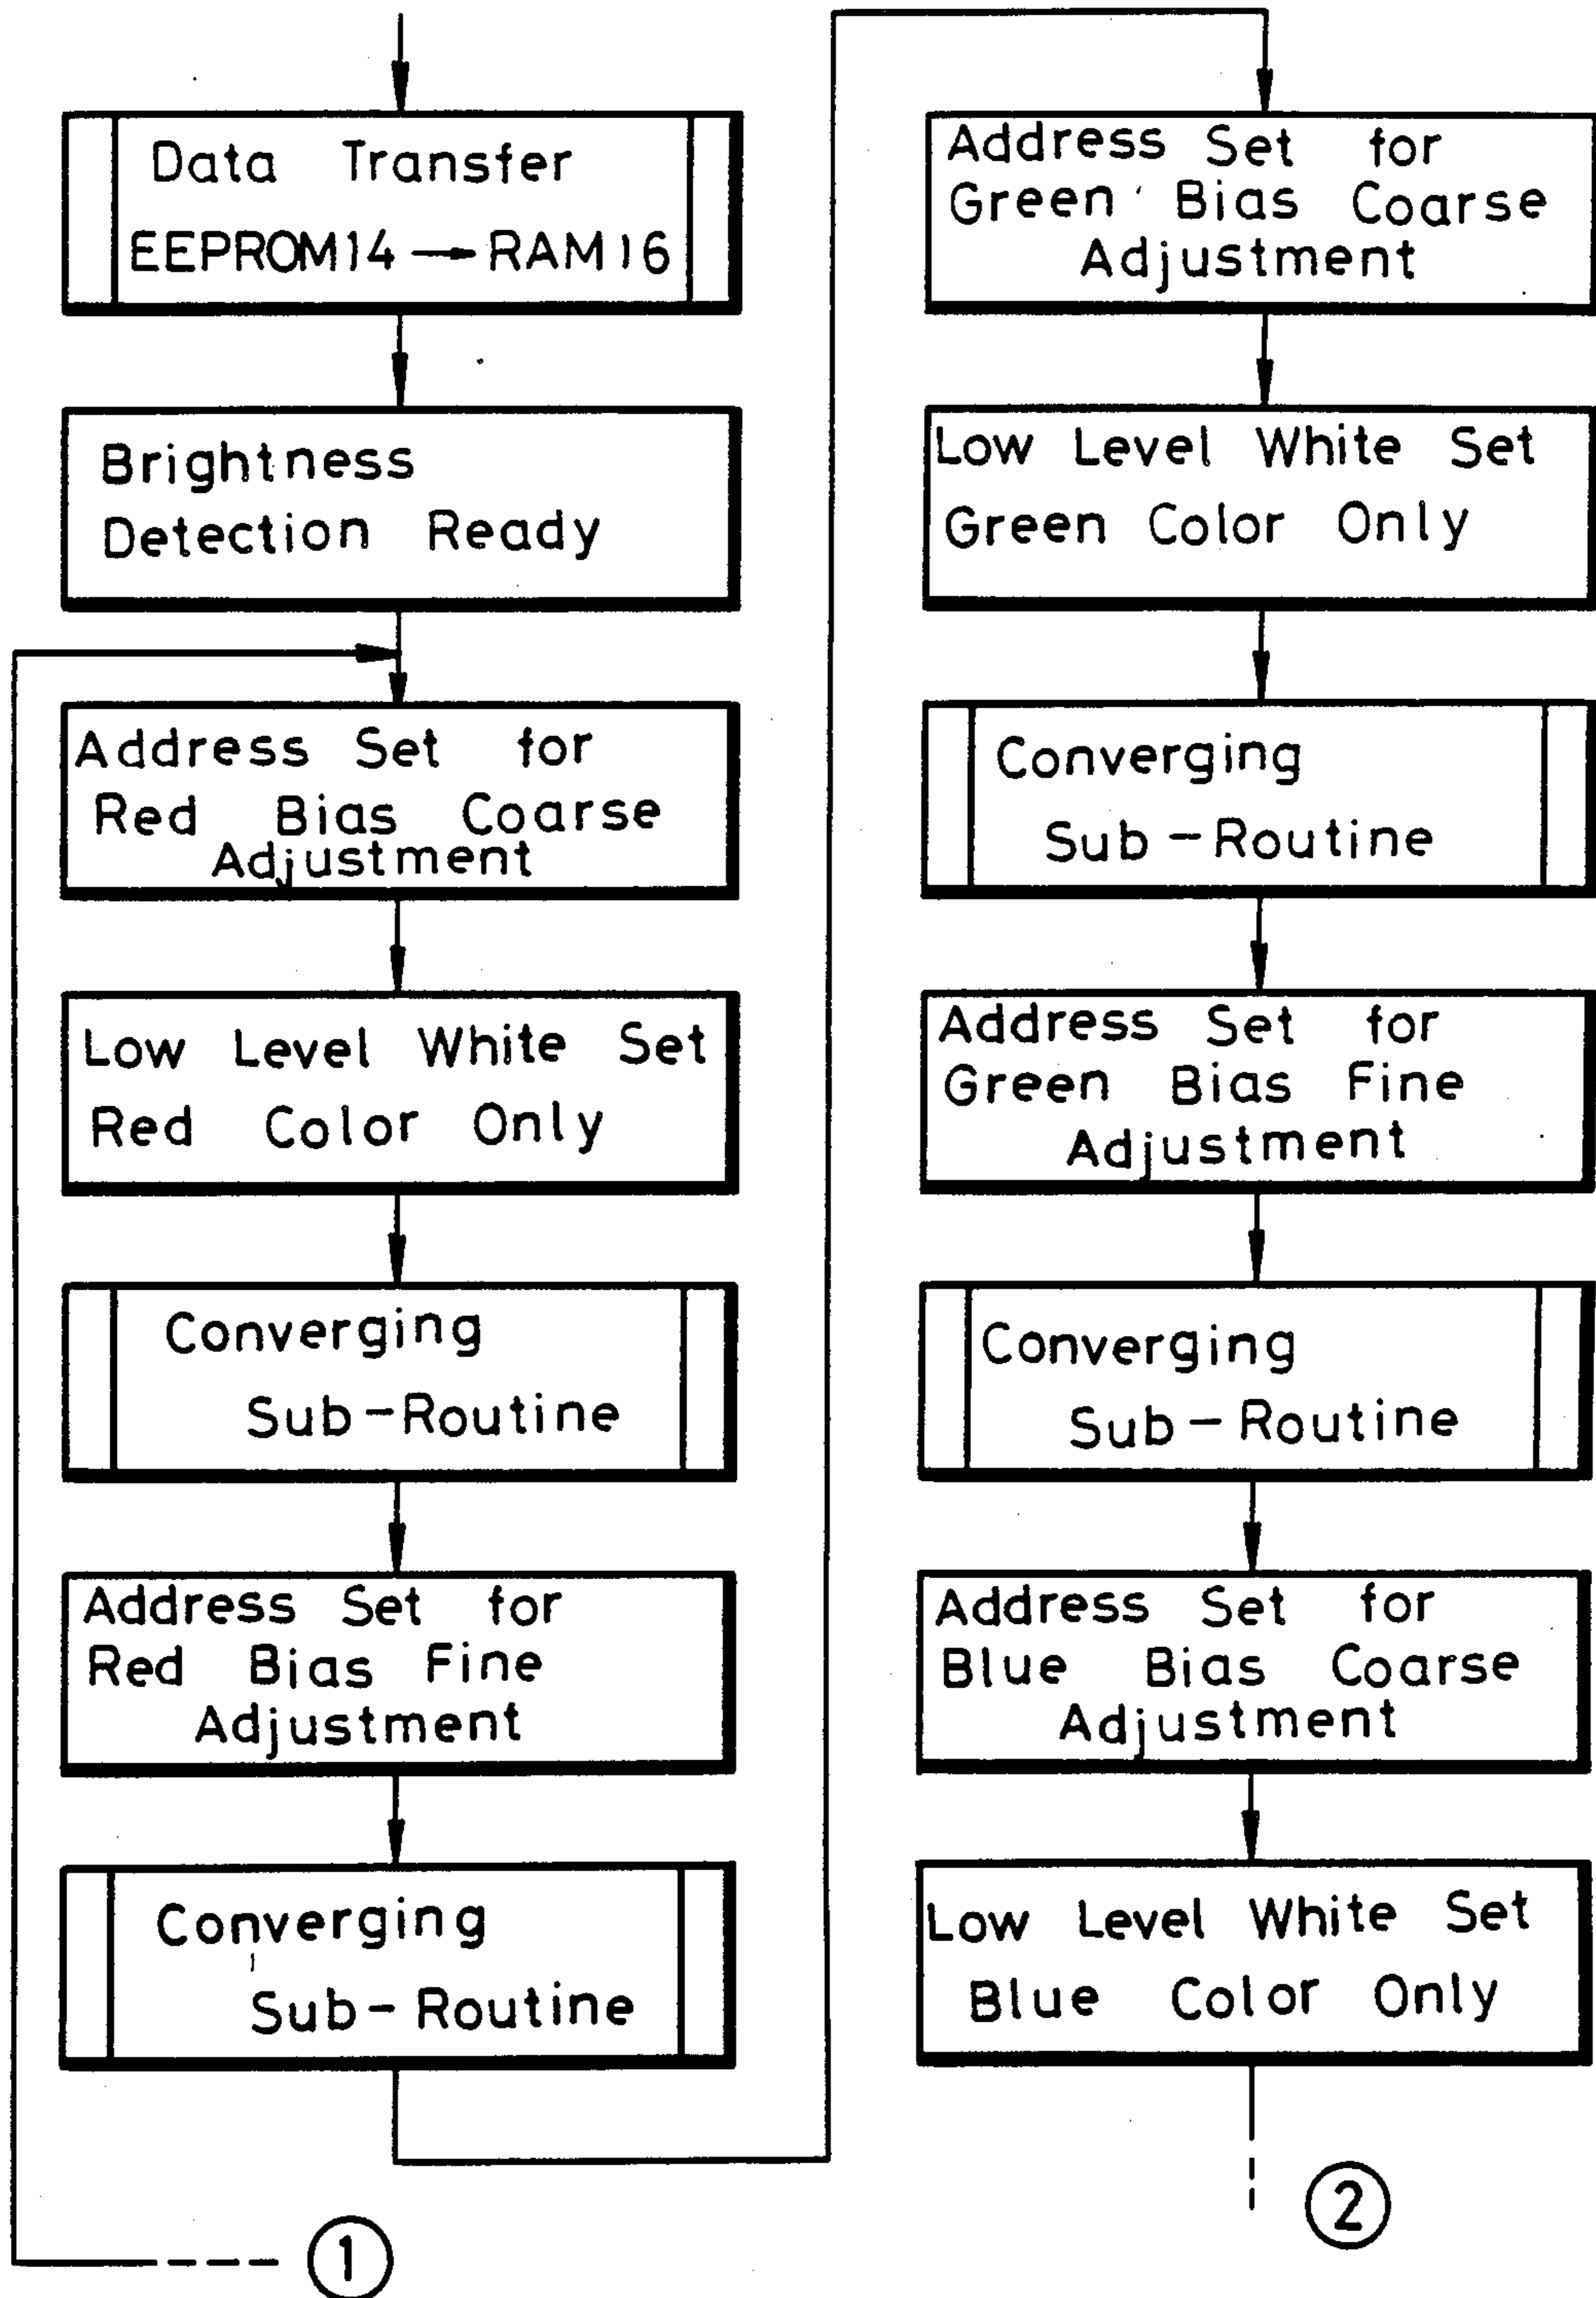 Data Transfer
EEPROM14 → RAM16
Brightness
Detection Ready
Address Set for
Red Bias Coarse
Adjustment
Low Level White Set
Red Color Only
Converging
Sub-Routine
Address Set for
Red Bias Fine
Adjustment
Converging
Sub-Routine
1
Address Set for
Green Bias Coarse
Adjustment
Low Level White Set
Green Color Only
Converging
Sub-Routine
Address Set for
Green Bias Fine
Adjustment
Converging
Sub-Routine
Address Set for
Blue Bias Coarse
Adjustment
Low Level White Set
Blue Color Only
2